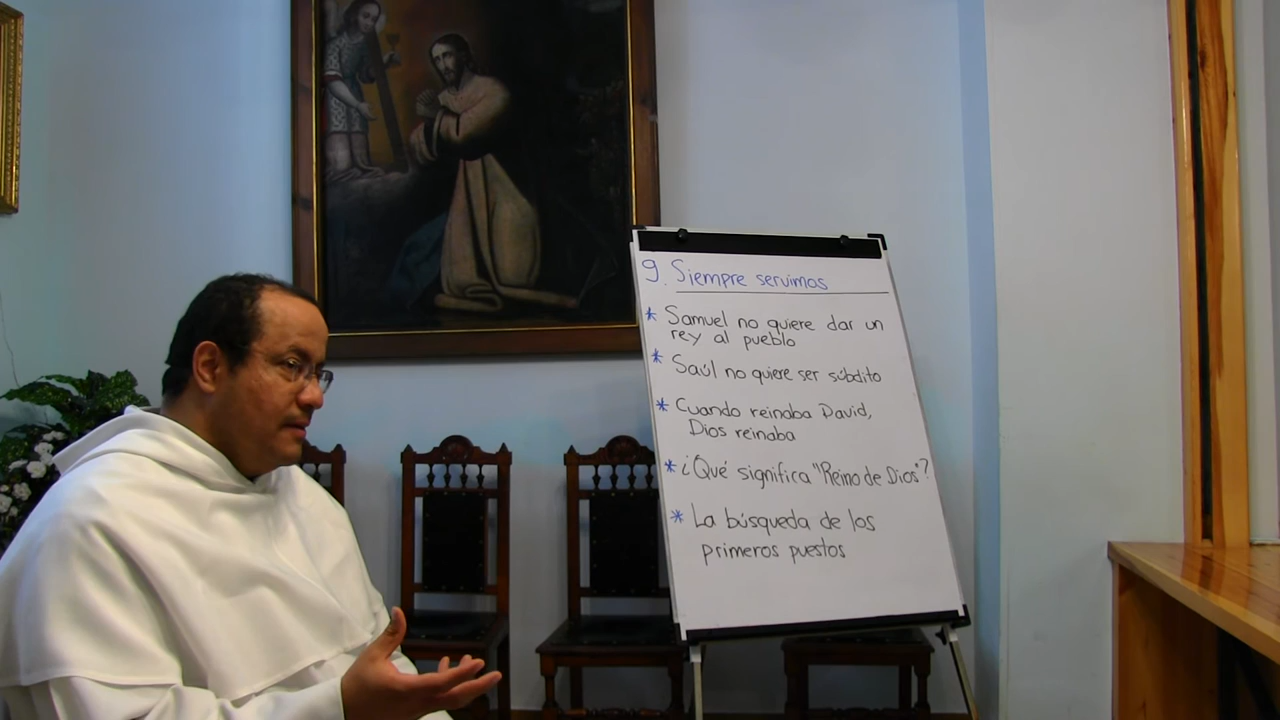 9. Siempre servimos
* Samuel no quiere dar un
rey al pueblo
* Saúl no quiere ser súbdito
* Cuando reinaba David,
Dios reinaba
* ¿Qué significa "Reino de Dios"?
* La búsqueda de los
primeros puestos